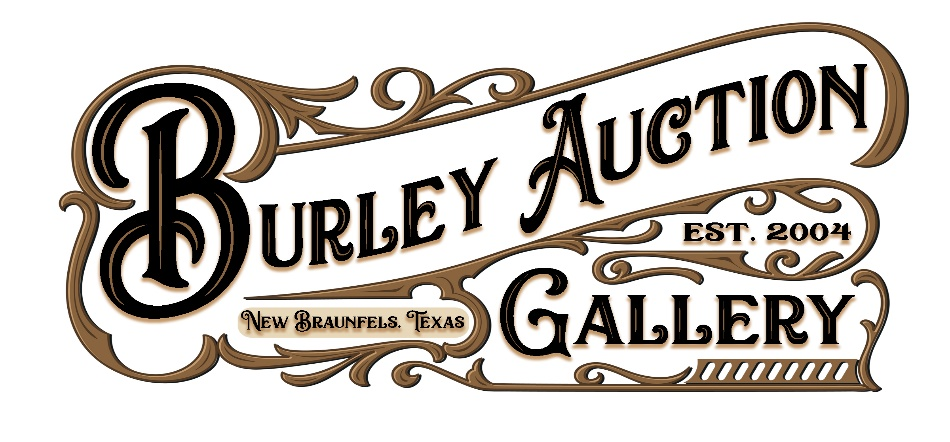 Burley Auction
Est. 2004
Gallery
New Braunfels, Texas